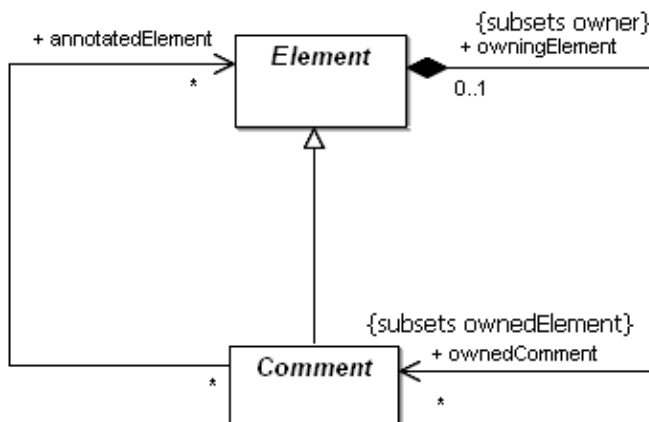 {subsets owner}
+ annotatedElement
+ owningElement
Element
*
0..1
{subsets ownedElement}
+ ownedComment
Comment
*
*